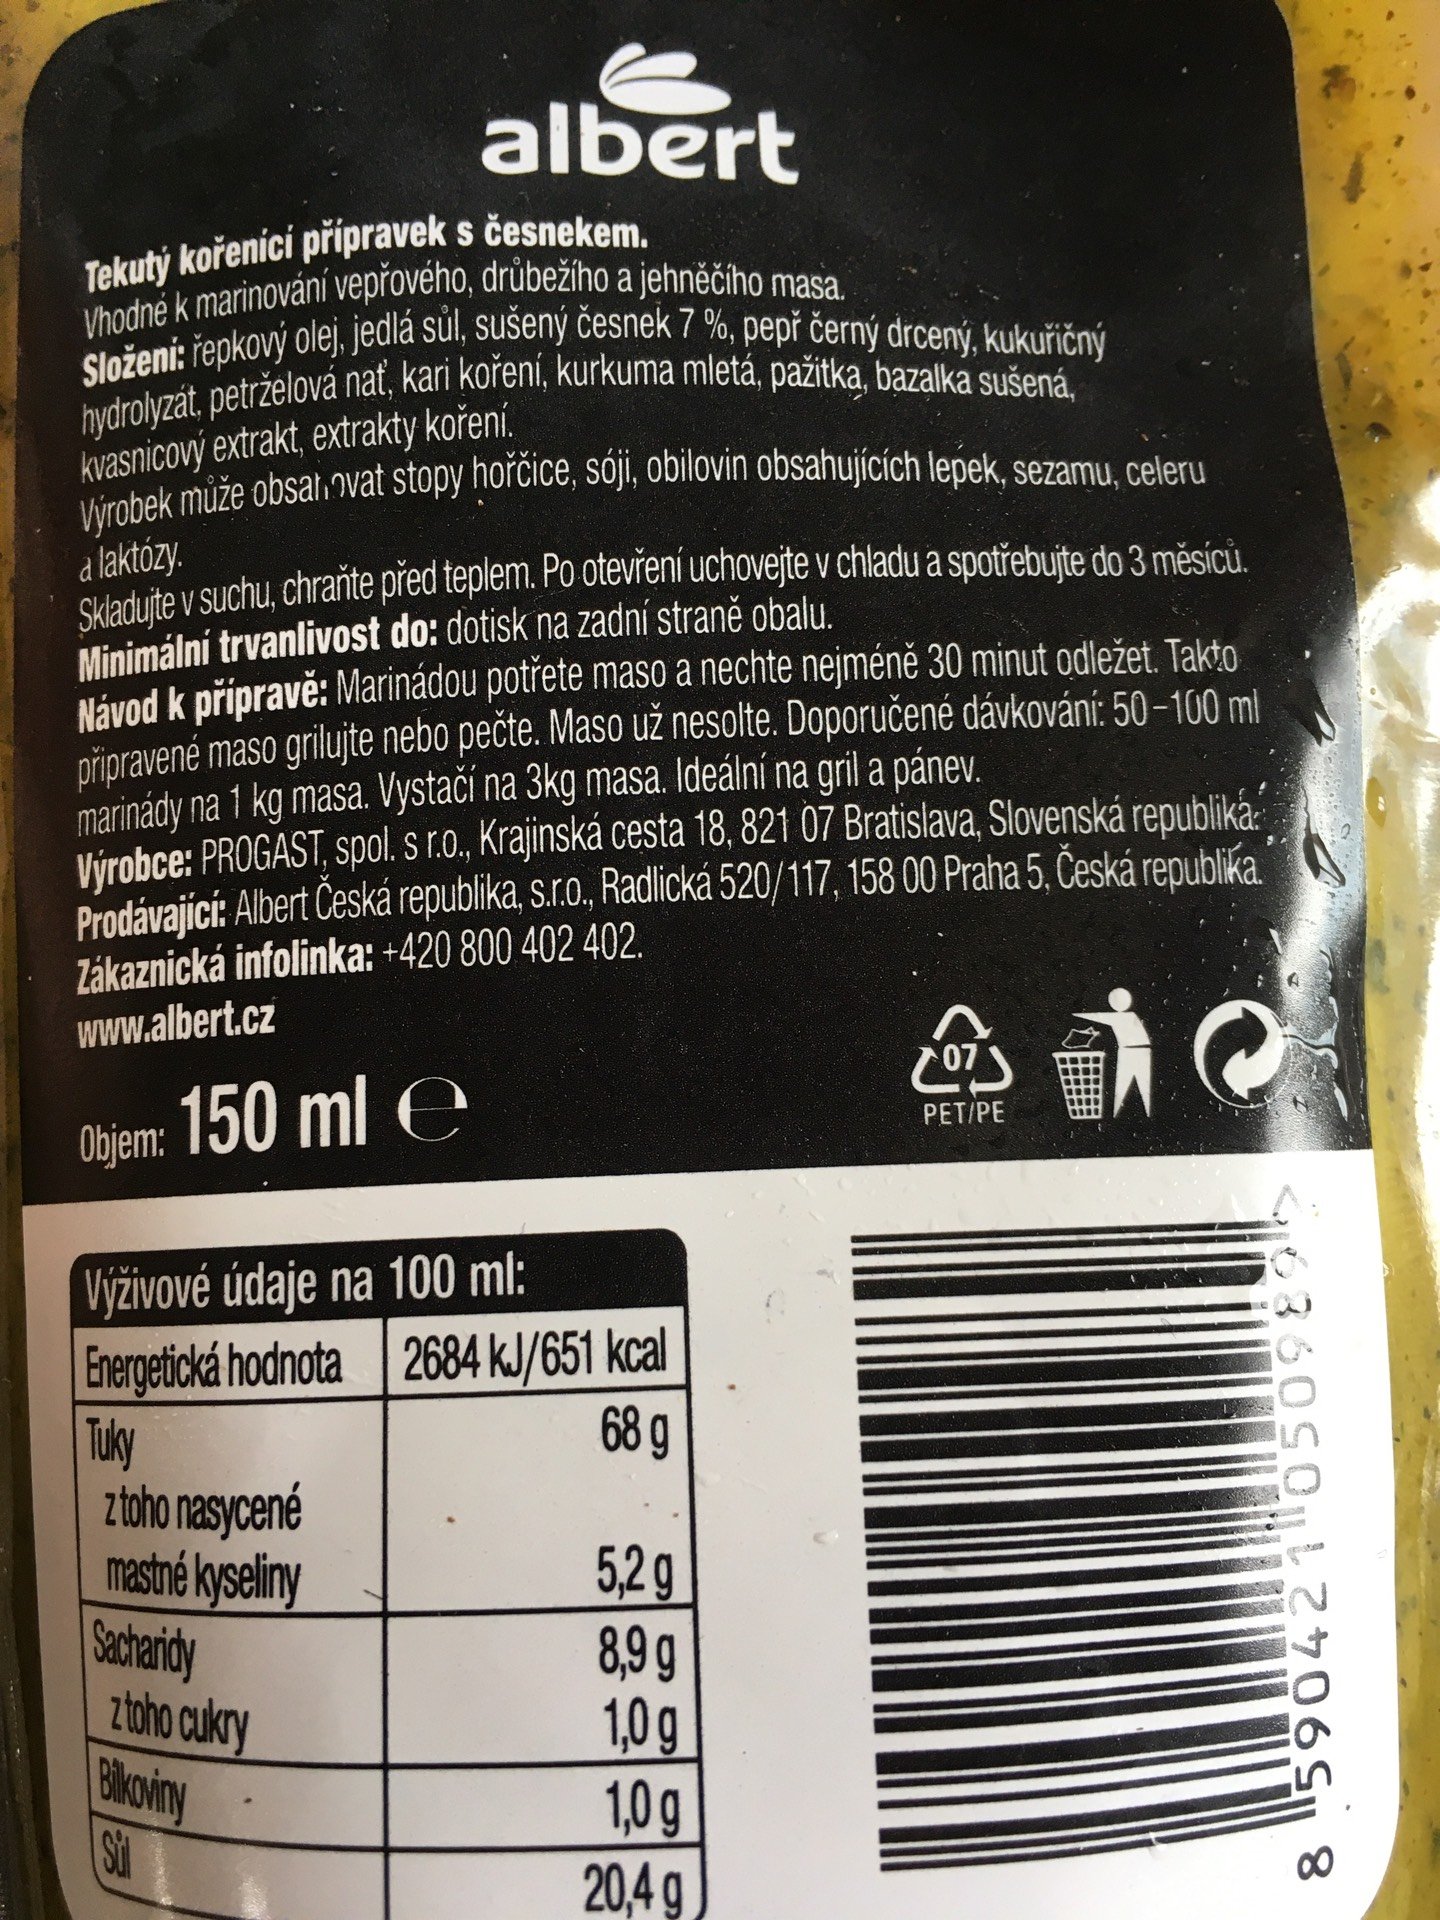 albert
Tekutý kořenící přípravek s česnekem.
Vhodné k marinování vepřového, drůbežího a jehněčího masa.
Složení: řepkový olej, jedlá sůl, sušený česnek 7 %, pepř černý drcený, kukuřičný
hydrolyzát, petrželová nať, kari koření, kurkuma mletá, pažitka, bazalka sušená,
kvasnicový extrakt, extrakty koření.
Výrobek může obsahovat stopy hořčice, sóji, obilovin obsahujících lepek, sezamu, celeru
a laktózy.
Skladujte v suchu, chraňte před teplem. Po otevření uchovejte v chladu a spotřebujte do 3 měsíců.
Minimální trvanlivost do: dotisk na zadní straně obalu.
Návod k přípravě: Marinádou potřete maso a nechte nejméně 30 minut odležet. Takto
připravené maso grilujte nebo pečte. Maso už nesolte. Doporučené dávkování: 50-100 ml
marinády na 1 kg masa. Vystačí na 3kg masa. Ideální na gril a pánev.
Výrobce: PROGAST, spol. s r.o., Krajinská cesta 18, 821 07 Bratislava, Slovenská republika.
Prodávající: Albert Česká republika, s.r.o., Radlická 520/117, 158 00 Praha 5, Česká republika.
Zákaznická infolinka: +420 800 402 402.
www.albert.cz
07
PET/PE
Objem: 150 ml e
Výživové údaje na 100 ml:
Energetická hodnota 2684 kJ/651 kcal
Tuky 68 g
z toho nasycené
mastné kyseliny 5,2 g
Sacharidy 8,9 g
z toho cukry 1,0 g
Bílkoviny 1,0 g
Sůl 20,4 g
8 590421 050989 >